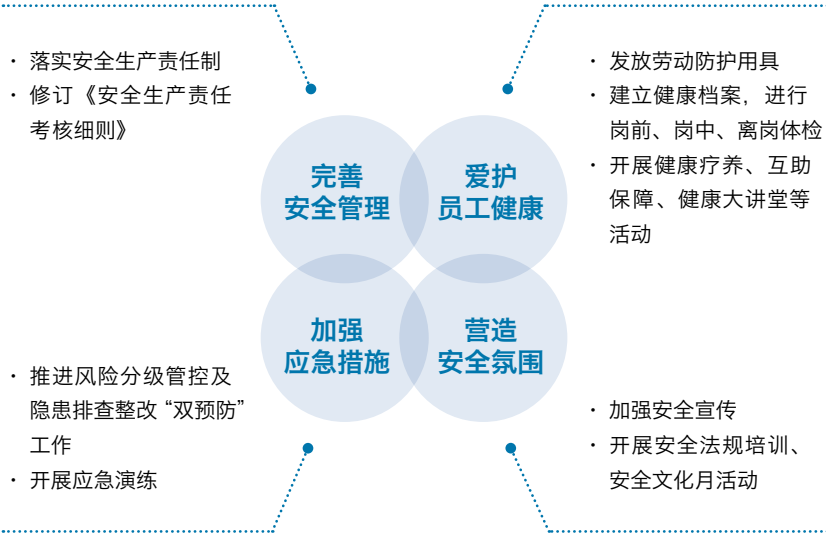 · 落实安全生产责任制
· 修订《安全生产责任
考核细则》
· 发放劳动防护用具
· 建立健康档案，进行
岗前、岗中、离岗体检
· 开展健康疗养、互助
保障、健康大讲堂等
活动
完善
安全管理
爱护
员工健康
加强
应急措施
营造
安全氛围
· 推进风险分级管控及
隐患排查整改“双预防”
工作
· 开展应急演练
· 加强安全宣传
· 开展安全法规培训、
安全文化月活动